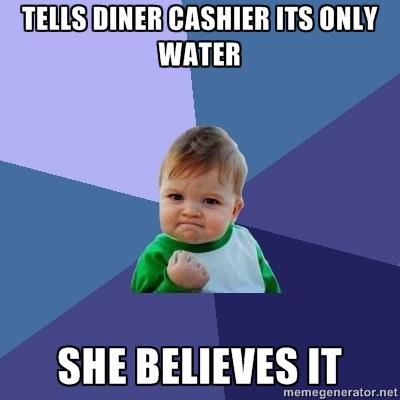 TELLS DINER CASHIER ITS ONLY
WATER
SHE BELIEVES IT
memegenerator.net